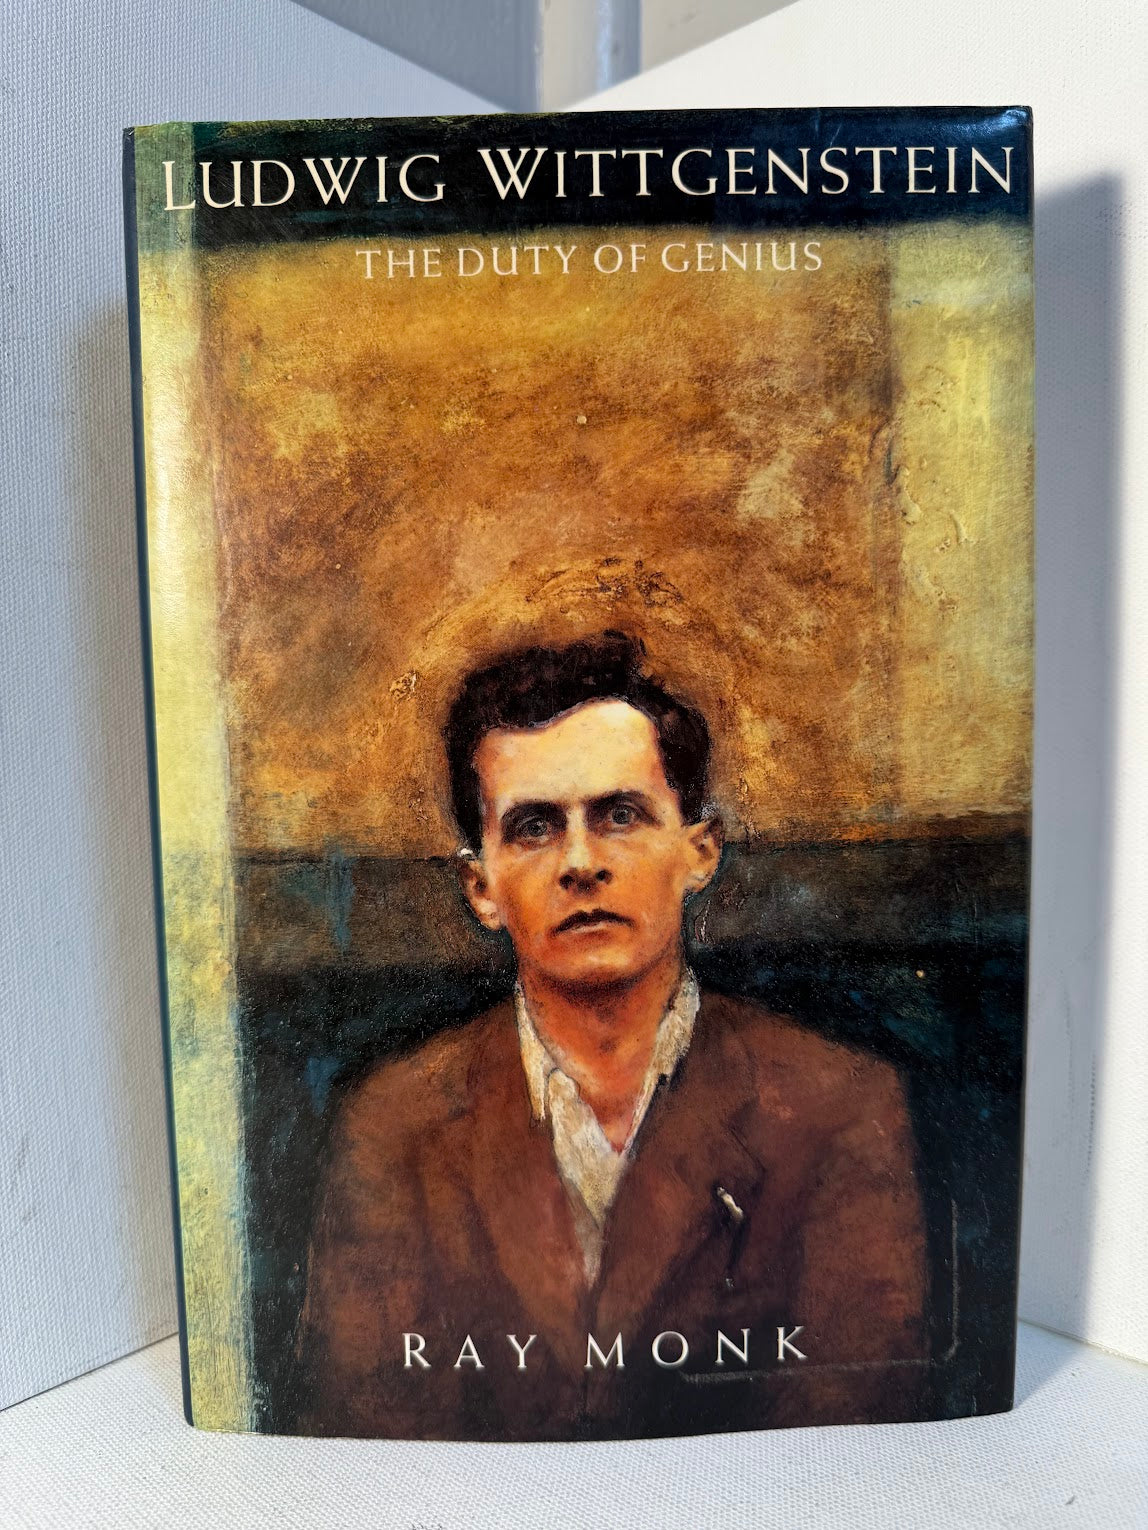 LUDWIG WITTGENSTEIN
THE DUTY OF GENIUS
RAY MONK